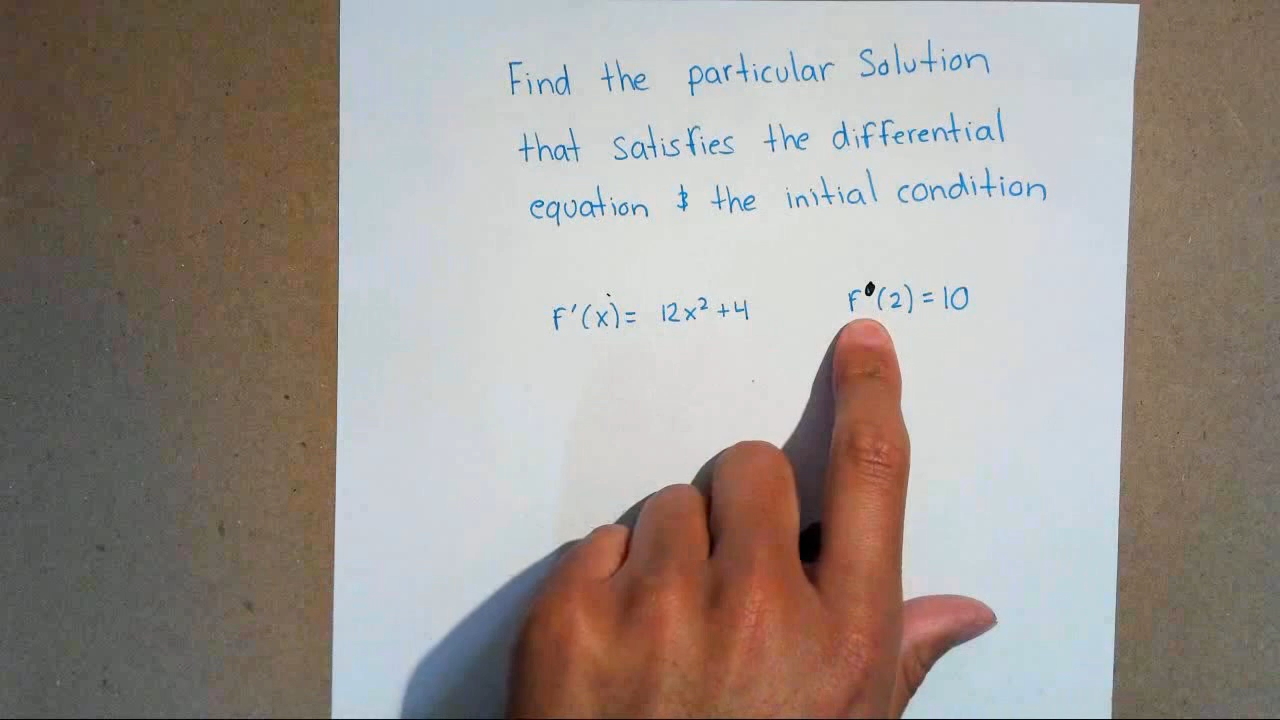 Find the particular Solution
that satisfies the differential
equation & the initial condition
F'(x) = 12x² + 4 F (2) = 10